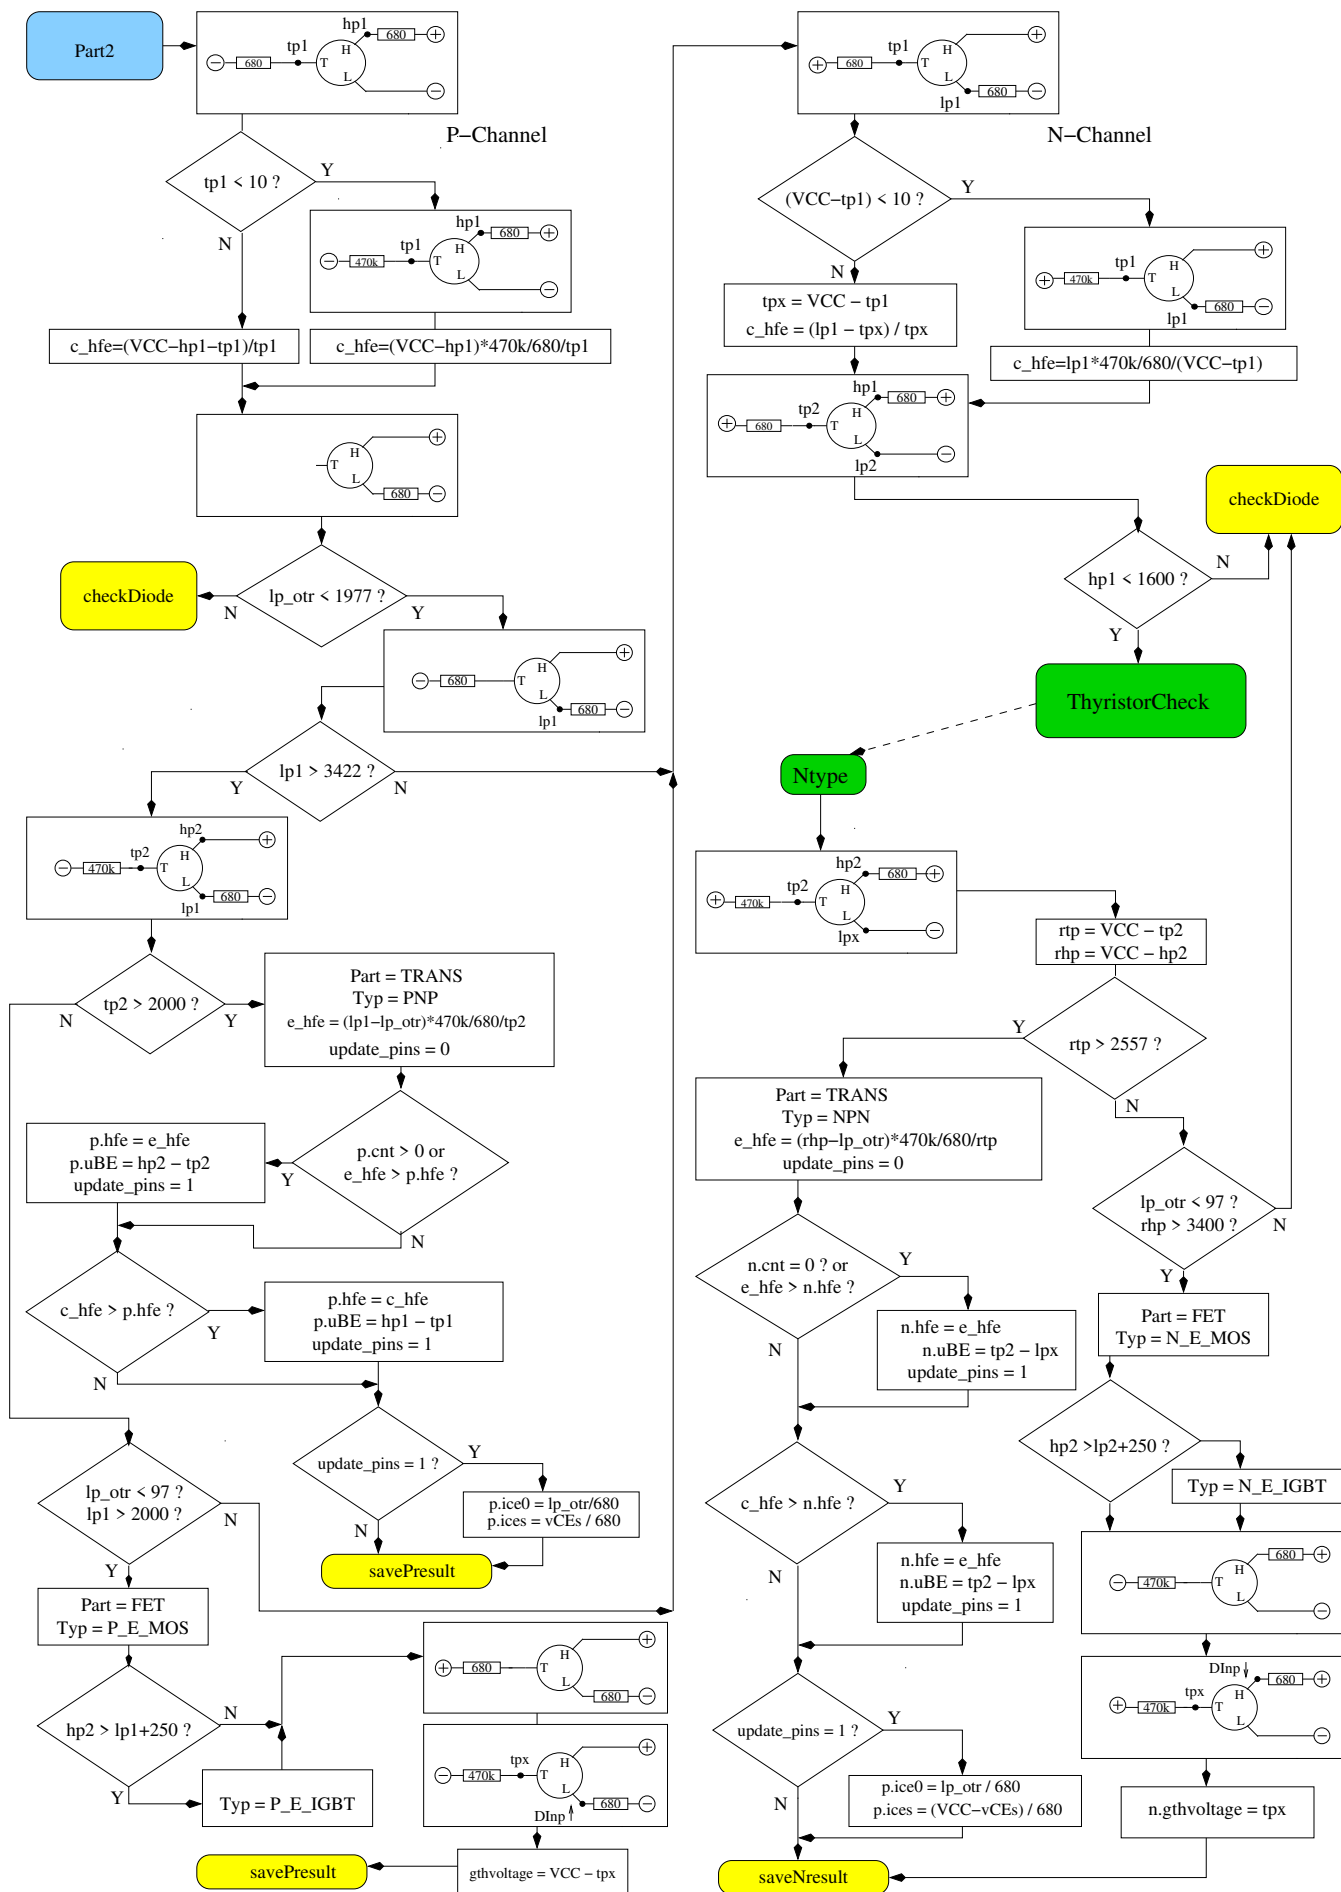 Part2
hp1
680
+
tp1
−
680
T
H
L
−
P−Channel
tp1 < 10 ?
Y
N
hp1
680
+
tp1
−
470k
T
H
L
−
c_hfe=(VCC−hp1−tp1)/tp1
c_hfe=(VCC−hp1)*470k/680/tp1
+
T
H
L
680
−
checkDiode
N
lp_otr < 1977 ?
Y
+
−
680
T
H
L
680
−
lp1
lp1 > 3422 ?
Y
N
hp2
+
tp2
−
470k
T
H
L
680
−
lp1
tp2 > 2000 ?
N
Y
Part = TRANS
Typ = PNP
e_hfe = (lp1−lp_otr)*470k/680/tp2
update_pins = 0
p.cnt > 0 or
e_hfe > p.hfe ?
Y
N
p.hfe = e_hfe
p.uBE = hp2 − tp2
update_pins = 1
c_hfe > p.hfe ?
Y
N
p.hfe = c_hfe
p.uBE = hp1 − tp1
update_pins = 1
update_pins = 1 ?
Y
N
p.ice0 = lp_otr/680
p.ices = vCEs / 680
savePresult
lp_otr < 97 ?
lp1 > 2000 ?
N
Y
Part = FET
Typ = P_E_MOS
hp2 > lp1+250 ?
N
Y
Typ = P_E_IGBT
+
+
680
T
H
L
680
−
+
tpx
−
470k
T
H
L
680
−
DInp
gthvoltage = VCC − tpx
savePresult
+
tp1
+
680
T
H
L
680
−
lp1
N−Channel
(VCC−tp1) < 10 ?
Y
N
+
tp1
+
470k
T
H
L
680
−
lp1
tpx = VCC − tp1
c_hfe = (lp1 − tpx) / tpx
c_hfe=lp1*470k/680/(VCC−tp1)
hp1
680
+
tp2
+
680
T
H
L
−
lp2
checkDiode
hp1 < 1600 ?
N
Y
ThyristorCheck
Ntype
hp2
680
+
tp2
+
470k
T
H
L
−
lpx
rtp = VCC − tp2
rhp = VCC − hp2
rtp > 2557 ?
Y
N
Part = TRANS
Typ = NPN
e_hfe = (rhp−lp_otr)*470k/680/rtp
update_pins = 0
lp_otr < 97 ?
rhp > 3400 ?
N
Y
n.cnt = 0 ? or
e_hfe > n.hfe ?
Y
N
n.hfe = e_hfe
n.uBE = tp2 − lpx
update_pins = 1
c_hfe > n.hfe ?
Y
N
n.hfe = e_hfe
n.uBE = tp2 − lpx
update_pins = 1
update_pins = 1 ?
Y
N
p.ice0 = lp_otr / 680
p.ices = (VCC−vCEs) / 680
saveNresult
Part = FET
Typ = N_E_MOS
hp2 >lp2+250 ?
Y
Typ = N_E_IGBT
680
+
−
470k
T
H
L
−
DInp
680
+
tpx
+
470k
T
H
L
−
n.gthvoltage = tpx